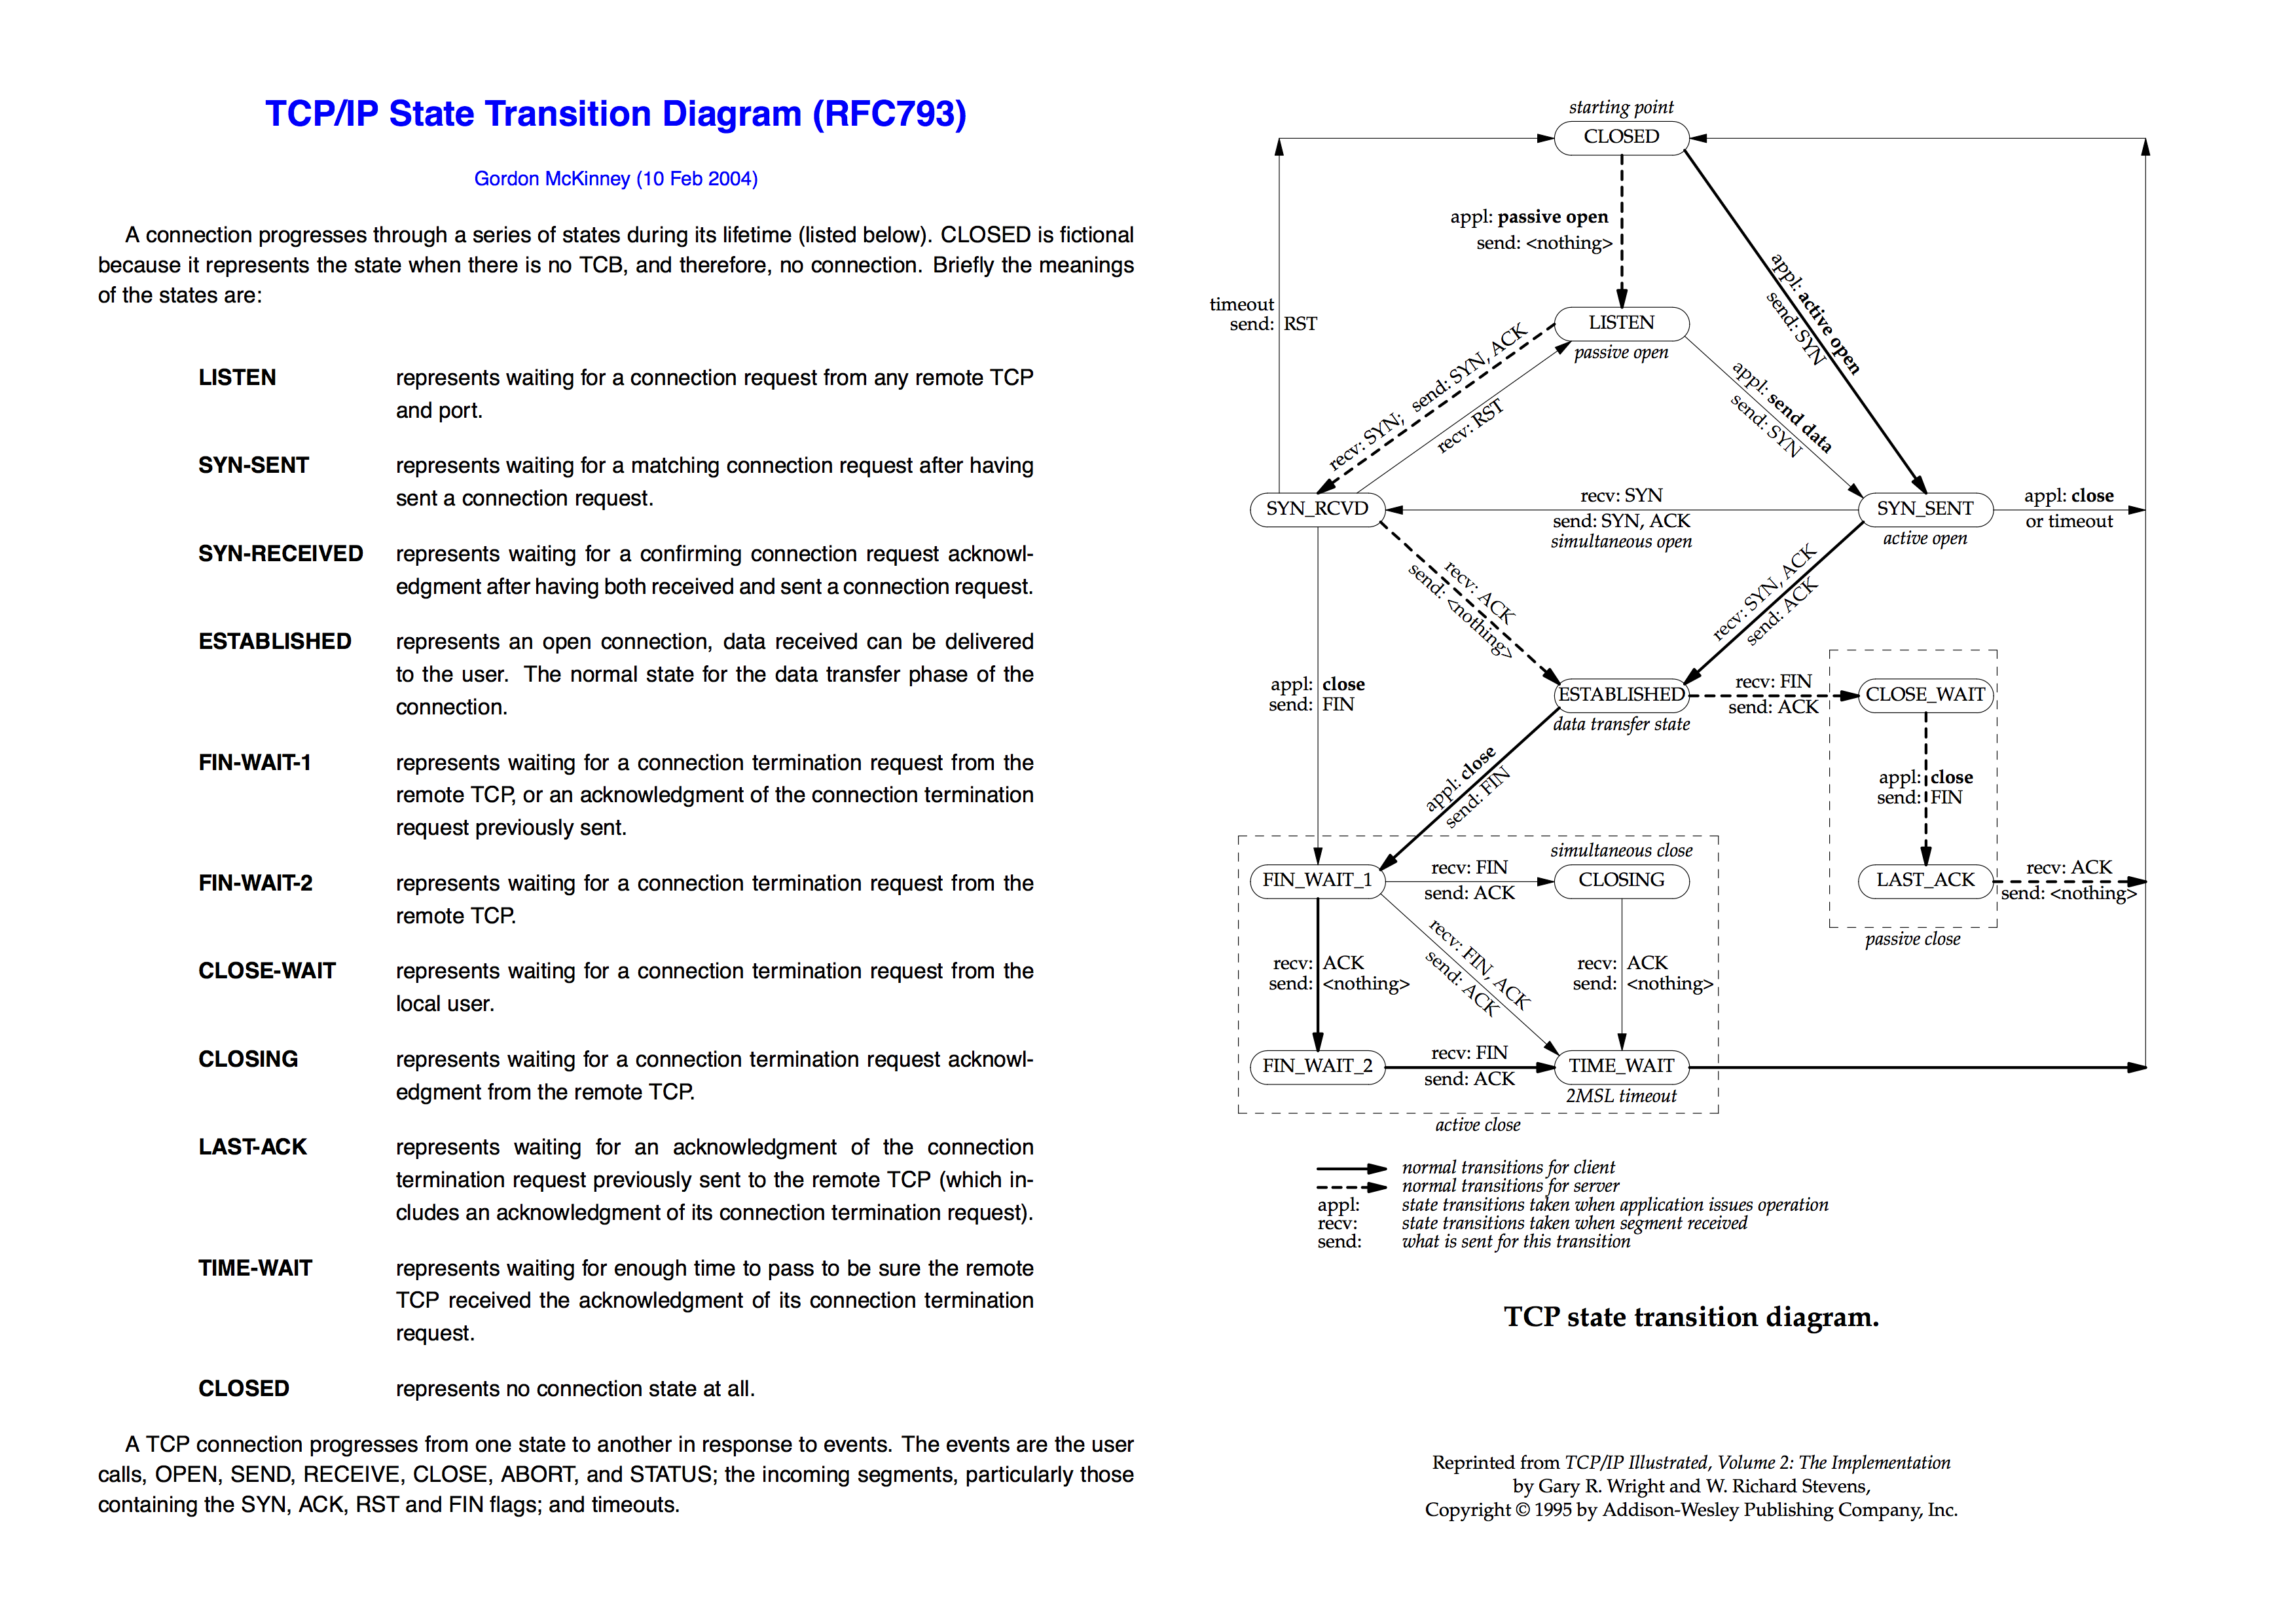 TCP/IP State Transition Diagram (RFC793)
Gordon McKinney (10 Feb 2004)
A connection progresses through a series of states during its lifetime (listed below). CLOSED is fictional
because it represents the state when there is no TCB, and therefore, no connection. Briefly the meanings
of the states are:
LISTEN represents waiting for a connection request from any remote TCP
and port.
SYN-SENT represents waiting for a matching connection request after having
sent a connection request.
SYN-RECEIVED represents waiting for a confirming connection request acknowl-
edgment after having both received and sent a connection request.
ESTABLISHED represents an open connection, data received can be delivered
to the user. The normal state for the data transfer phase of the
connection.
FIN-WAIT-1 represents waiting for a connection termination request from the
remote TCP, or an acknowledgment of the connection termination
request previously sent.
FIN-WAIT-2 represents waiting for a connection termination request from the
remote TCP.
CLOSE-WAIT represents waiting for a connection termination request from the
local user.
CLOSING represents waiting for a connection termination request acknowl-
edgment from the remote TCP.
LAST-ACK represents waiting for an acknowledgment of the connection
termination request previously sent to the remote TCP (which in-
cludes an acknowledgment of its connection termination request).
TIME-WAIT represents waiting for enough time to pass to be sure the remote
TCP received the acknowledgment of its connection termination
request.
CLOSED represents no connection state at all.
A TCP connection progresses from one state to another in response to events. The events are the user
calls, OPEN, SEND, RECEIVE, CLOSE, ABORT, and STATUS; the incoming segments, particularly those
containing the SYN, ACK, RST and FIN flags; and timeouts.
starting point
CLOSED
appl: passive open
send: <nothing>
appl: active open
send: SYN
timeout
send: RST
LISTEN
passive open
recv: SYN; send: SYN, ACK
recv: RST
appl: send data
send: SYN
SYN_RCVD
recv: SYN
send: SYN, ACK
simultaneous open
SYN_SENT
active open
appl: close
or timeout
recv: ACK
send: <nothing>
recv: SYN, ACK
send: ACK
appl: close
send: FIN
ESTABLISHED
data transfer state
recv: FIN
send: ACK
CLOSE_WAIT
appl: close
send: FIN
appl: close
send: FIN
simultaneous close
FIN_WAIT_1
recv: FIN
send: ACK
CLOSING
LAST_ACK
recv: ACK
send: <nothing>
passive close
recv: ACK
send: <nothing>
recv: FIN, ACK
send: ACK
recv: ACK
send: <nothing>
FIN_WAIT_2
recv: FIN
send: ACK
TIME_WAIT
2MSL timeout
active close
normal transitions for client
normal transitions for server
appl: state transitions taken when application issues operation
recv: state transitions taken when segment received
send: what is sent for this transition
TCP state transition diagram.
Reprinted from TCP/IP Illustrated, Volume 2: The Implementation
by Gary R. Wright and W. Richard Stevens,
Copyright © 1995 by Addison-Wesley Publishing Company, Inc.